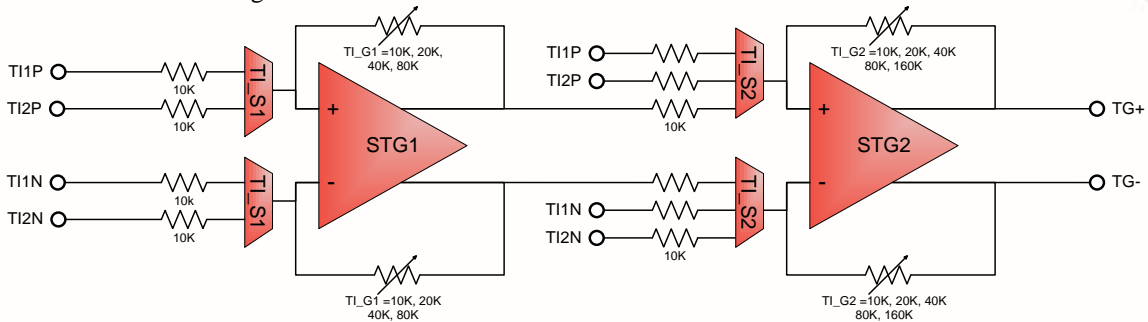 TI1P
10K
TI2P
10K
TI_S1
TI1N
10k
TI2N
10K
TI_S1
TI_G1 =10K, 20K,
40K, 80K
+
STG1
-
TI_G1 =10K, 20K
40K, 80K
TI1P
TI2P
10K
TI_S2
TI1N
TI2N
10K
TI_S2
TI_G2 =10K, 20K, 40K
80K, 160K
+
STG2
-
TI_G2 =10K, 20K, 40K
80K, 160K
TG+
TG-